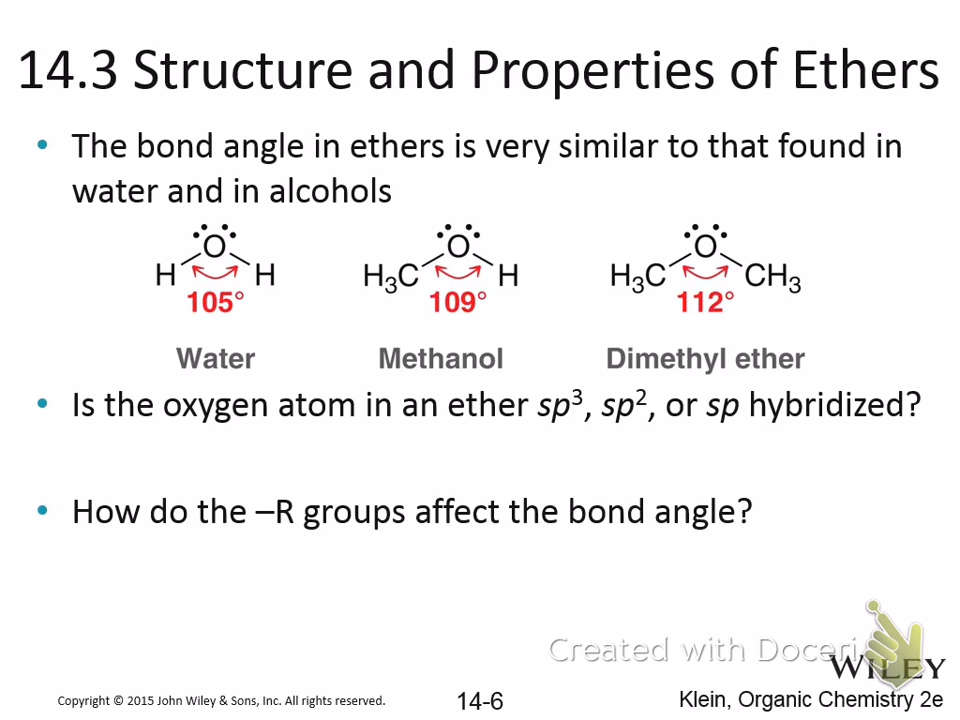 14.3 Structure and Properties of Ethers
• The bond angle in ethers is very similar to that found in
water and in alcohols
O O O
H H H₃C H H₃C CH₃
105° 109° 112°
Water Methanol Dimethyl ether
• Is the oxygen atom in an ether sp³, sp², or sp hybridized?
• How do the –R groups affect the bond angle?
Created with Doceri
WILEY
Copyright © 2015 John Wiley & Sons, Inc. All rights reserved. 14-6 Klein, Organic Chemistry 2e